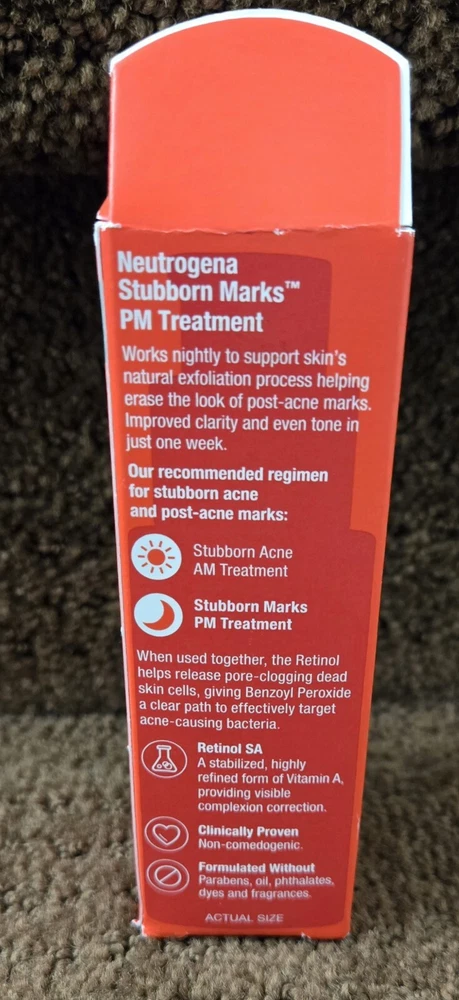 Neutrogena
Stubborn Marks™
PM Treatment
Works nightly to support skin's
natural exfoliation process helping
erase the look of post-acne marks.
Improved clarity and even tone in
just one week.
Our recommended regimen
for stubborn acne
and post-acne marks:
Stubborn Acne
AM Treatment
Stubborn Marks
PM Treatment
When used together, the Retinol
helps release pore-clogging dead
skin cells, giving Benzoyl Peroxide
a clear path to effectively target
acne-causing bacteria.
Retinol SA
A stabilized, highly
refined form of Vitamin A,
providing visible
complexion correction.
Clinically Proven
Non-comedogenic.
Formulated Without
Parabens, oil, phthalates,
dyes and fragrances.
ACTUAL SIZE